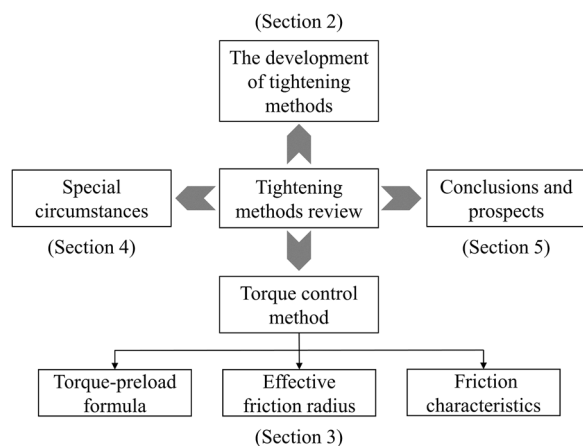 (Section 2)
The development
of tightening
methods
Special
circumstances
(Section 4)
Tightening
methods review
Conclusions and
prospects
(Section 5)
Torque control
method
Torque-preload
formula
Effective
friction radius
Friction
characteristics
(Section 3)